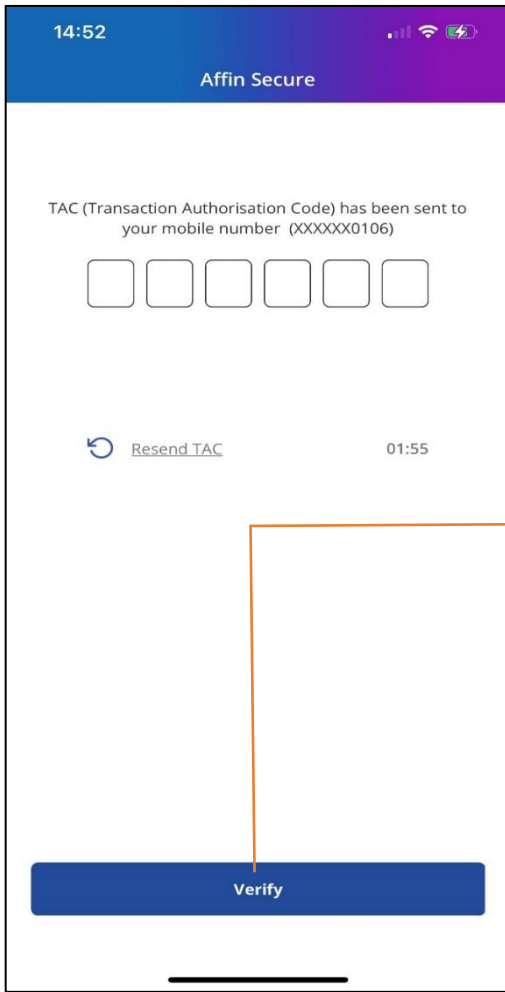 14:52
Affin Secure
TAC (Transaction Authorisation Code) has been sent to
your mobile number (XXXXXX0106)
Resend TAC 01:55
Verify